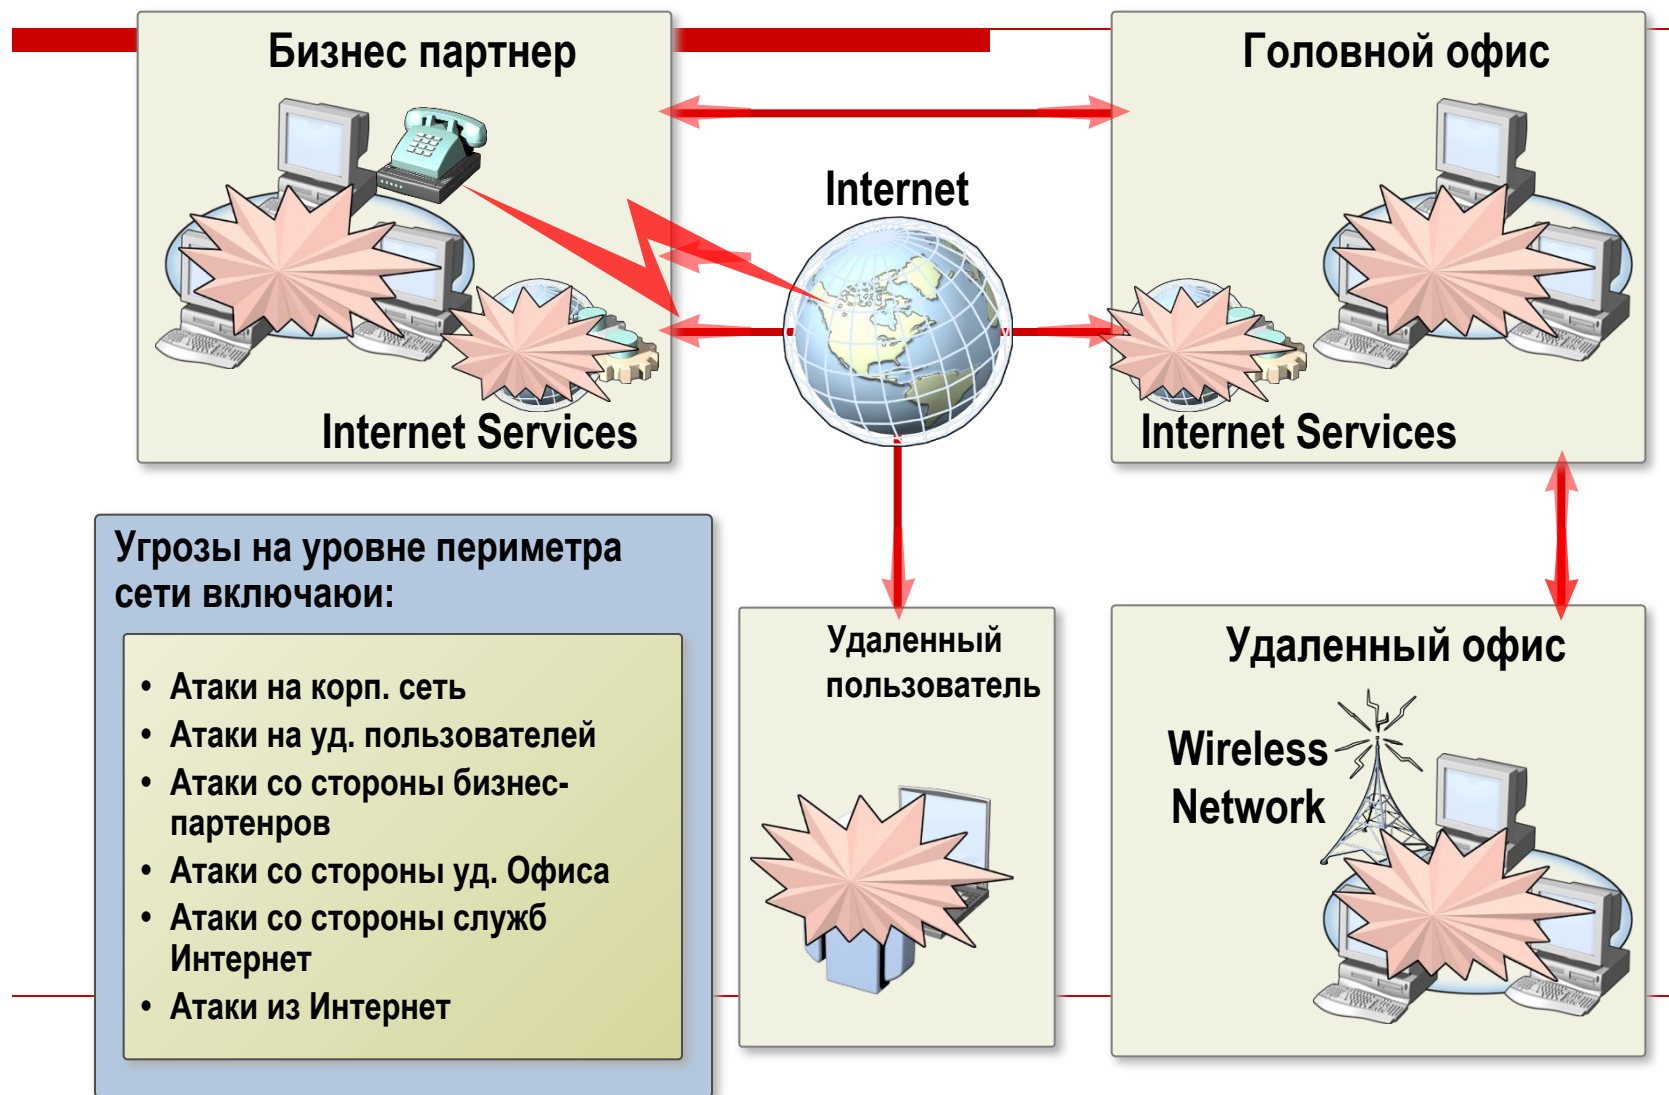 Бизнес партнер
Головной офис
Internet
Internet Services
Internet Services
Угрозы на уровне периметра
сети включаюи:
• Атаки на корп. сеть
• Атаки на уд. пользователей
• Атаки со стороны бизнес-
партенров
• Атаки со стороны уд. Офиса
• Атаки со стороны служб
Интернет
• Атаки из Интернет
Удаленный
пользователь
Удаленный офис
Wireless
Network